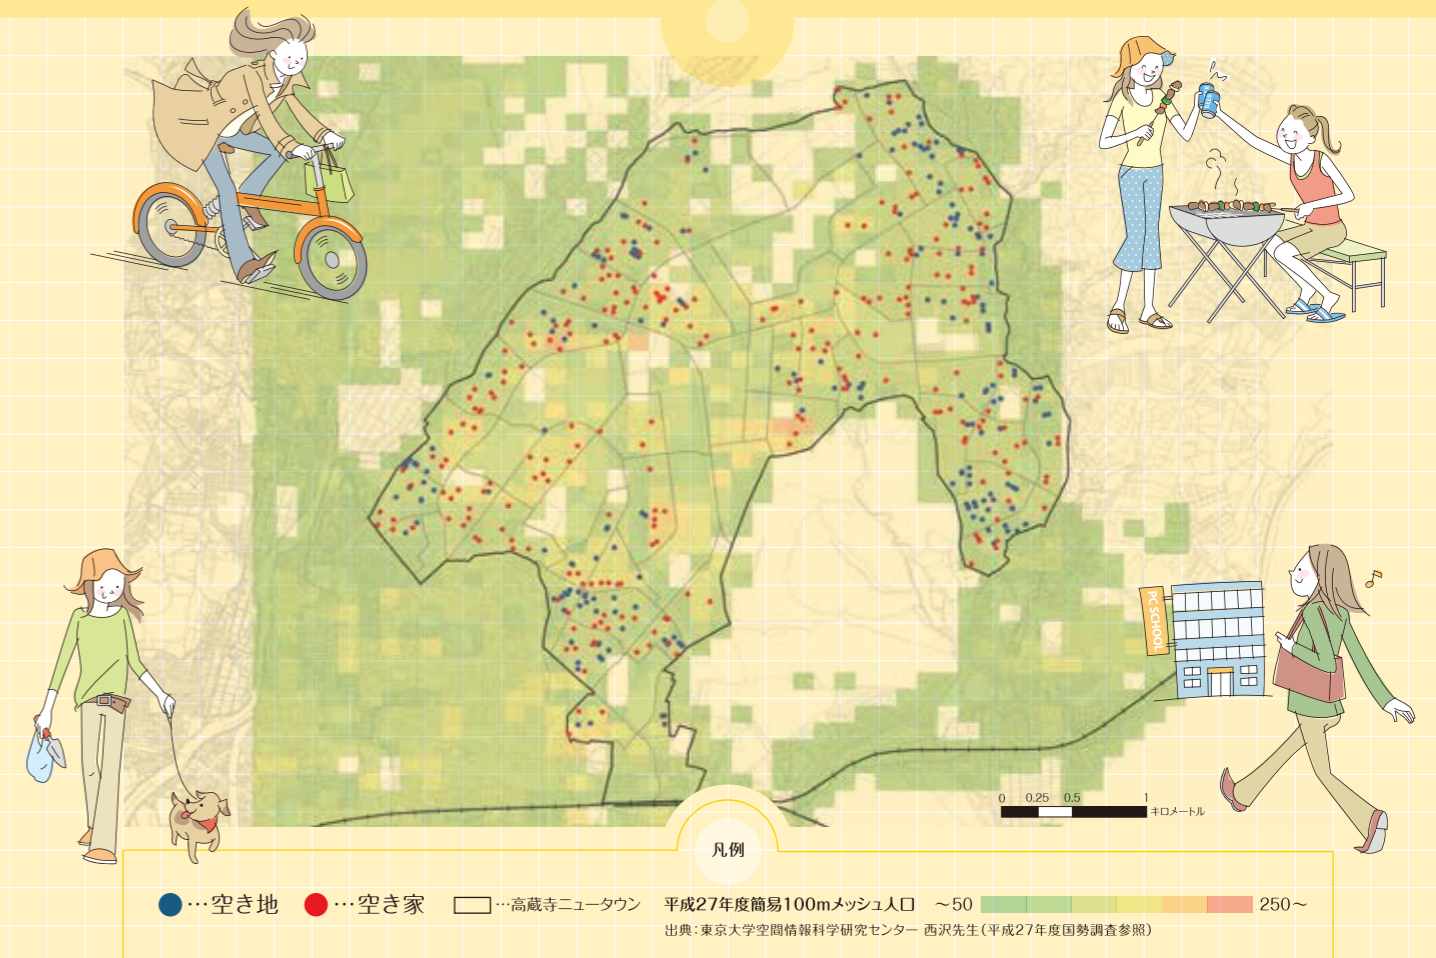 PC SCHOOL
0 0.25 0.5 1
キロメートル
凡例
…空き地 …空き家 …高蔵寺ニュータウン 平成27年度簡易100mメッシュ人口 ～50 250～
出典：東京大学空間情報科学研究センター 西沢先生（平成27年度国勢調査参照）